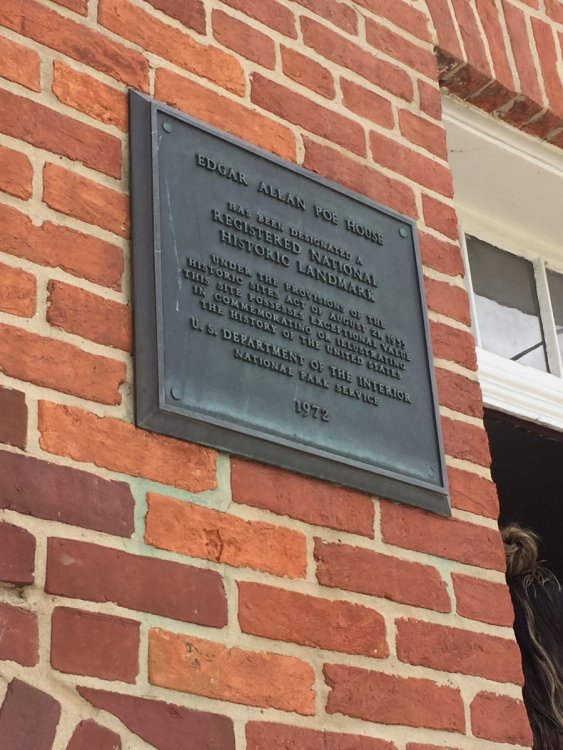 EDGAR ALLAN POE HOUSE
HAS BEEN DESIGNATED A
REGISTERED NATIONAL
HISTORIC LANDMARK
UNDER THE PROVISIONS OF THE
HISTORIC SITES ACT OF AUGUST 21, 1935
THIS SITE POSSESSES EXCEPTIONAL VALUE
IN COMMEMORATING OR ILLUSTRATING
THE HISTORY OF THE UNITED STATES
U. S. DEPARTMENT OF THE INTERIOR
NATIONAL PARK SERVICE
1972